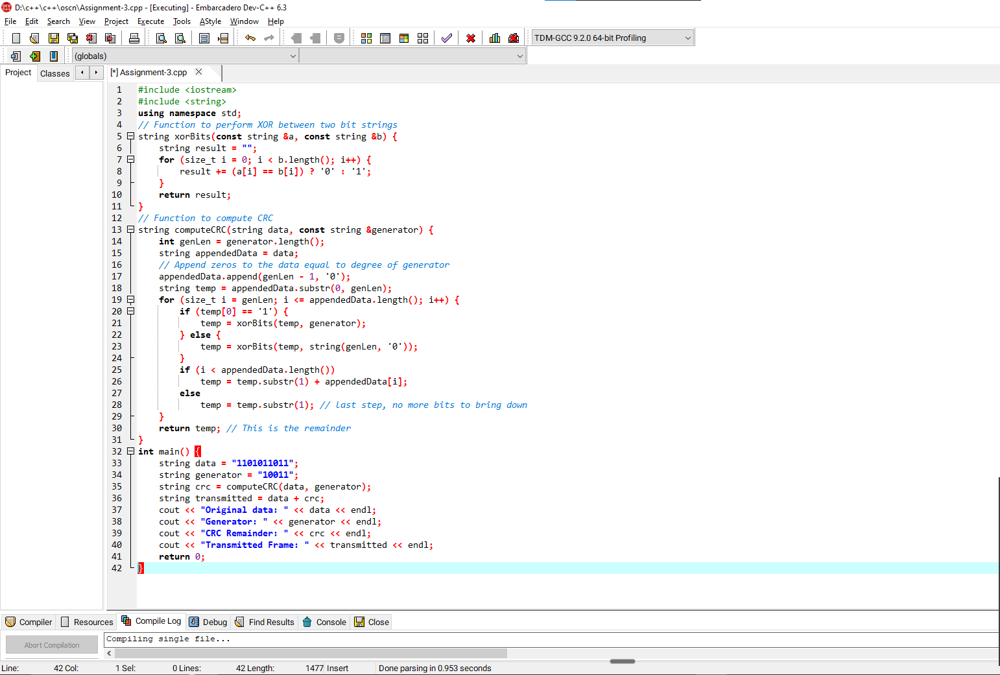 D:\c++\c++\oscn\Assignment-3.cpp - [Executing] - Embarcadero Dev-C++ 6.3
File Edit Search View Project Execute Tools AStyle Window Help
TDM-GCC 9.2.0 64-bit Profiling
(globals)
Project Classes [*] Assignment-3.cpp
1 #include <iostream>
2 #include <string>
3 using namespace std;
4 // Function to perform XOR between two bit strings
5 string xorBits(const string &a, const string &b) {
6 string result = "";
7 for (size_t i = 0; i < b.length(); i++) {
8 result += (a[i] == b[i]) ? '0' : '1';
9 }
10 return result;
11 }
12 // Function to compute CRC
13 string computeCRC(string data, const string &generator) {
14 int genLen = generator.length();
15 string appendedData = data;
16 // Append zeros to the data equal to degree of generator
17 appendedData.append(genLen - 1, '0');
18 string temp = appendedData.substr(0, genLen);
19 for (size_t i = genLen; i <= appendedData.length(); i++) {
20 if (temp[0] == '1') {
21 temp = xorBits(temp, generator);
22 } else {
23 temp = xorBits(temp, string(genLen, '0'));
24 }
25 if (i < appendedData.length())
26 temp = temp.substr(1) + appendedData[i];
27 else
28 temp = temp.substr(1); // last step, no more bits to bring down
29 }
30 return temp; // This is the remainder
31 }
32 int main() {
33 string data = "1101011011";
34 string generator = "10011";
35 string crc = computeCRC(data, generator);
36 string transmitted = data + crc;
37 cout << "Original data: " << data << endl;
38 cout << "Generator: " << generator << endl;
39 cout << "CRC Remainder: " << crc << endl;
40 cout << "Transmitted Frame: " << transmitted << endl;
41 return 0;
42 }
Compiler Resources Compile Log Debug Find Results Console Close
Abort Compilation Compiling single file...
Line: 42 Col: 1 Sel: 0 Lines: 42 Length: 1477 Insert Done parsing in 0.953 seconds